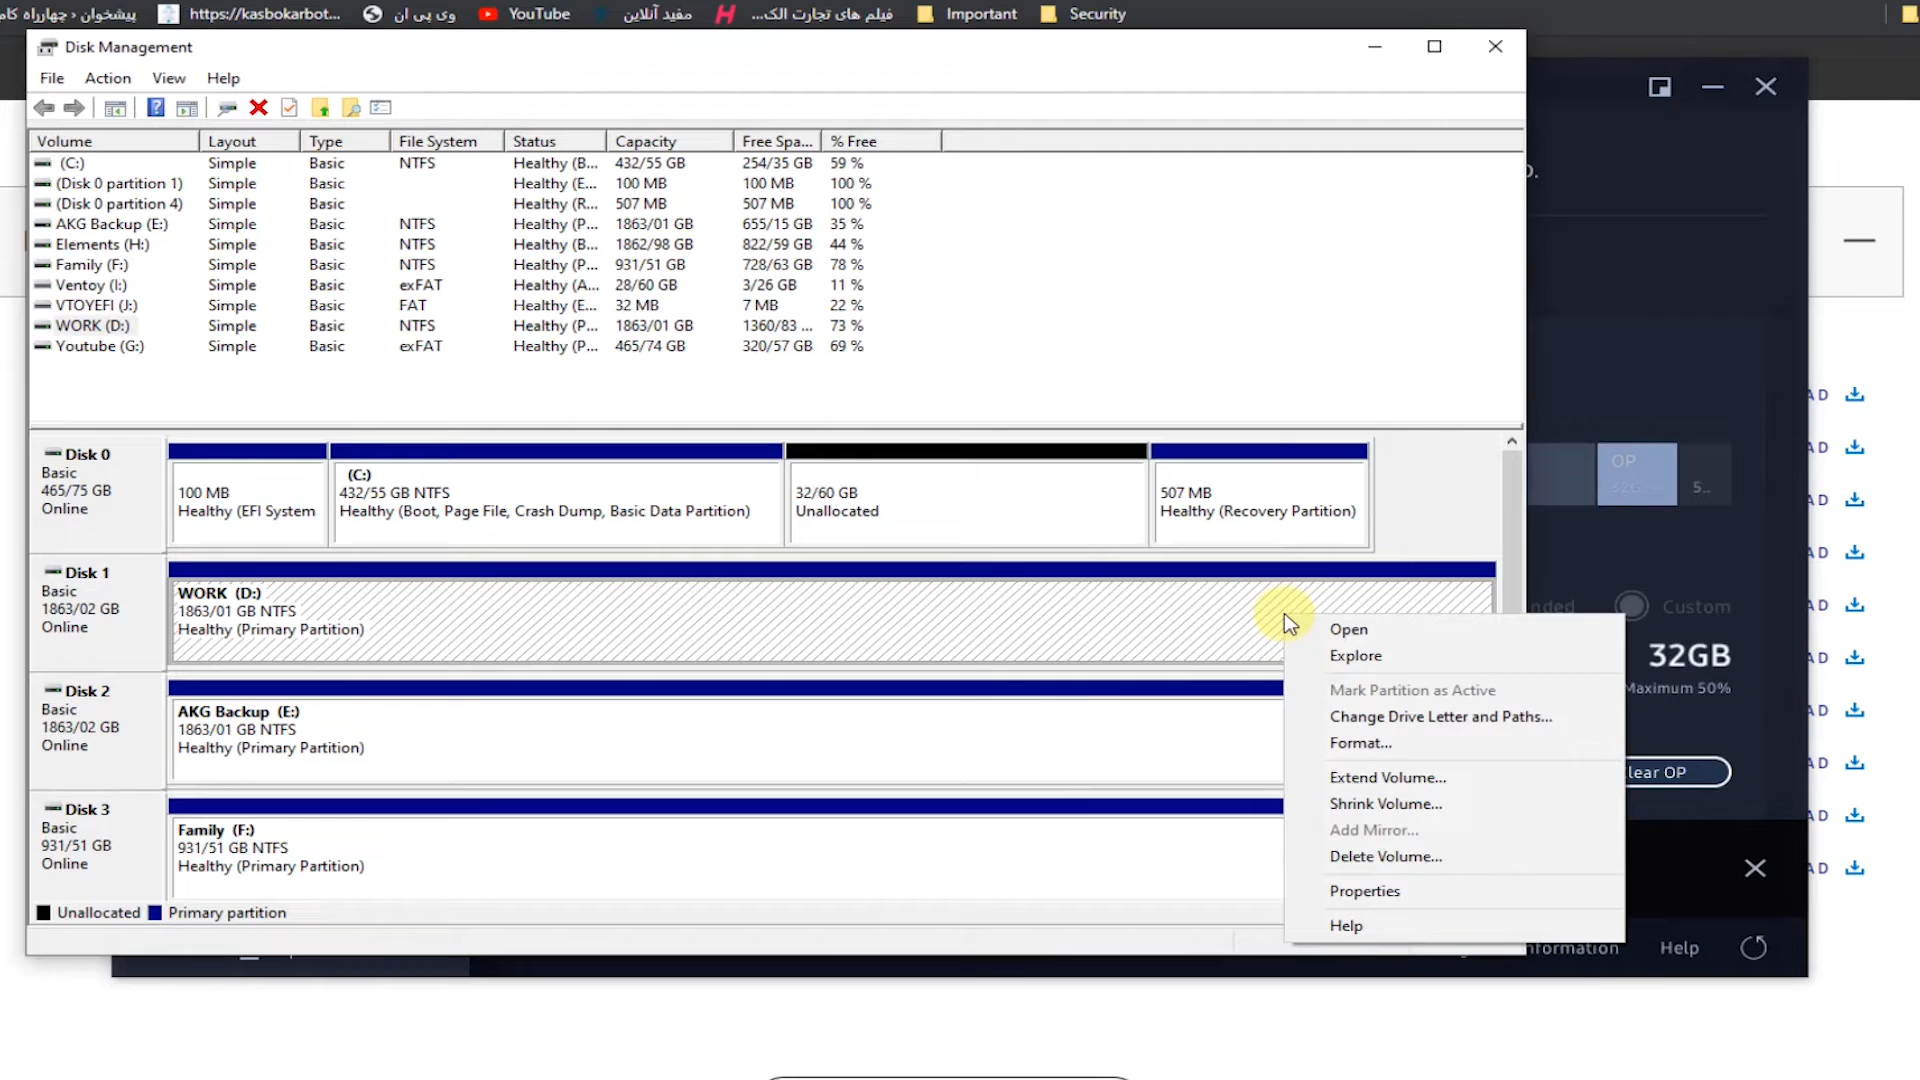 پیشخوان ‹ چهارراه
https://kasbokarbot...
وی پی ان
YouTube
مفید آنلاین
فیلم های تجارت الک...
Important
Security
Disk Management
File Action View Help
Volume Layout Type File System Status Capacity Free Spa... % Free
(C:) Simple Basic NTFS Healthy (B... 432/55 GB 254/35 GB 59 %
(Disk 0 partition 1) Simple Basic Healthy (E... 100 MB 100 MB 100 %
(Disk 0 partition 4) Simple Basic Healthy (R... 507 MB 507 MB 100 %
AKG Backup (E:) Simple Basic NTFS Healthy (P... 1863/01 GB 655/15 GB 35 %
Elements (H:) Simple Basic NTFS Healthy (B... 1862/98 GB 822/59 GB 44 %
Family (F:) Simple Basic NTFS Healthy (P... 931/51 GB 728/63 GB 78 %
Ventoy (I:) Simple Basic exFAT Healthy (A... 28/60 GB 3/26 GB 11 %
VTOYEFI (J:) Simple Basic FAT Healthy (E... 32 MB 7 MB 22 %
WORK (D:) Simple Basic NTFS Healthy (P... 1863/01 GB 1360/83 ... 73 %
Youtube (G:) Simple Basic exFAT Healthy (P... 465/74 GB 320/57 GB 69 %
Disk 0
Basic
465/75 GB
Online
100 MB
Healthy (EFI System
(C:)
432/55 GB NTFS
Healthy (Boot, Page File, Crash Dump, Basic Data Partition)
32/60 GB
Unallocated
507 MB
Healthy (Recovery Partition)
Disk 1
Basic
1863/02 GB
Online
WORK (D:)
1863/01 GB NTFS
Healthy (Primary Partition)
Disk 2
Basic
1863/02 GB
Online
AKG Backup (E:)
1863/01 GB NTFS
Healthy (Primary Partition)
Disk 3
Basic
931/51 GB
Online
Family (F:)
931/51 GB NTFS
Healthy (Primary Partition)
Unallocated Primary partition
Open
Explore
Mark Partition as Active
Change Drive Letter and Paths...
Format...
Extend Volume...
Shrink Volume...
Add Mirror...
Delete Volume...
Properties
Help
OP
5..
Custom
32GB
Maximum 50%
lear OP
nformation Help